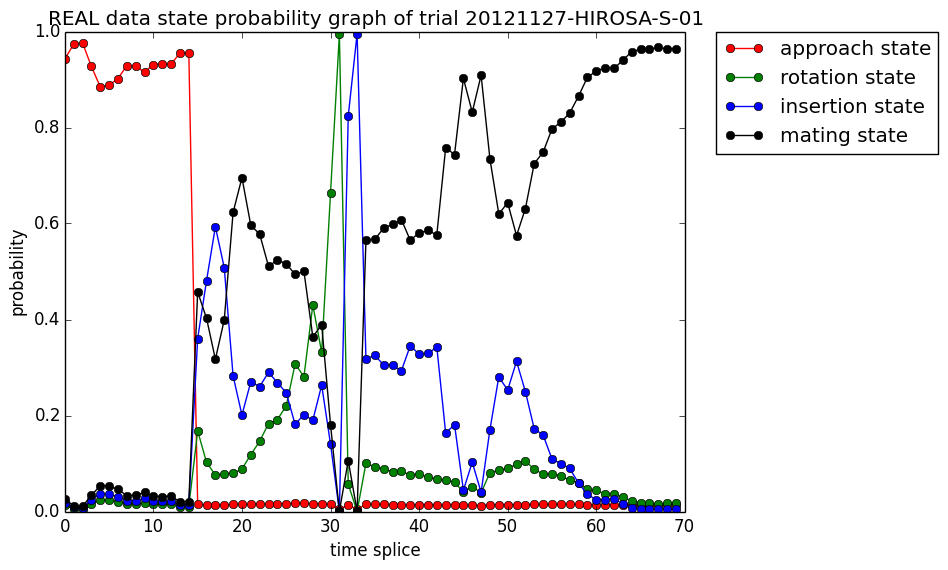 REAL data state probability graph of trial 20121127-HIROSA-S-01
1.0
0.8
0.6
0.4
0.2
0.0
probability
0 10 20 30 40 50 60 70
time splice
approach state
rotation state
insertion state
mating state